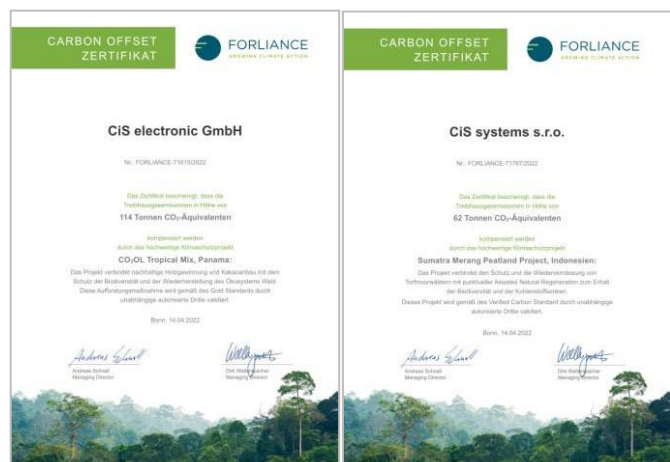 CARBON OFFSET
ZERTIFIKAT
FORLIANCE
GROWING CLIMATE ACTION
CiS electronic GmbH
Nr.: FORLIANCE-71615/2022
Das Zertifikat bescheinigt, dass die
Treibhausgasemissionen in Höhe von
114 Tonnen CO₂-Äquivalenten
kompensiert werden
durch das hochwertige Klimaschutzprojekt
CO₂OL Tropical Mix, Panama:
Das Projekt verbindet nachhaltige Holzgewinnung und Kakaoanbau mit dem
Schutz der Biodiversität und der Wiederherstellung des Ökosystems Wald.
Diese Aufforstungsmaßnahme wird gemäß des Gold Standards durch
unabhängige autorisierte Dritte validiert.
Bonn, 14.04.2022
Andreas Schnall
Managing Director
Dirk Walterspacher
Managing Director
CARBON OFFSET
ZERTIFIKAT
FORLIANCE
GROWING CLIMATE ACTION
CiS systems s.r.o.
Nr.: FORLIANCE-71787/2022
Das Zertifikat bescheinigt, dass die
Treibhausgasemissionen in Höhe von
62 Tonnen CO₂-Äquivalenten
kompensiert werden
durch das hochwertige Klimaschutzprojekt
Sumatra Merang Peatland Project, Indonesien:
Das Projekt verbindet den Schutz und die Wiedervernässung von
Torfmoorwäldern mit punktueller Assisted Natural Regeneration zum Erhalt
der Biodiversität und der Kohlenstoffsenken.
Dieses Projekt wird gemäß des Verified Carbon Standard durch unabhängige
autorisierte Dritte validiert.
Bonn, 14.04.2022
Andreas Schnall
Managing Director
Dirk Walterspacher
Managing Director